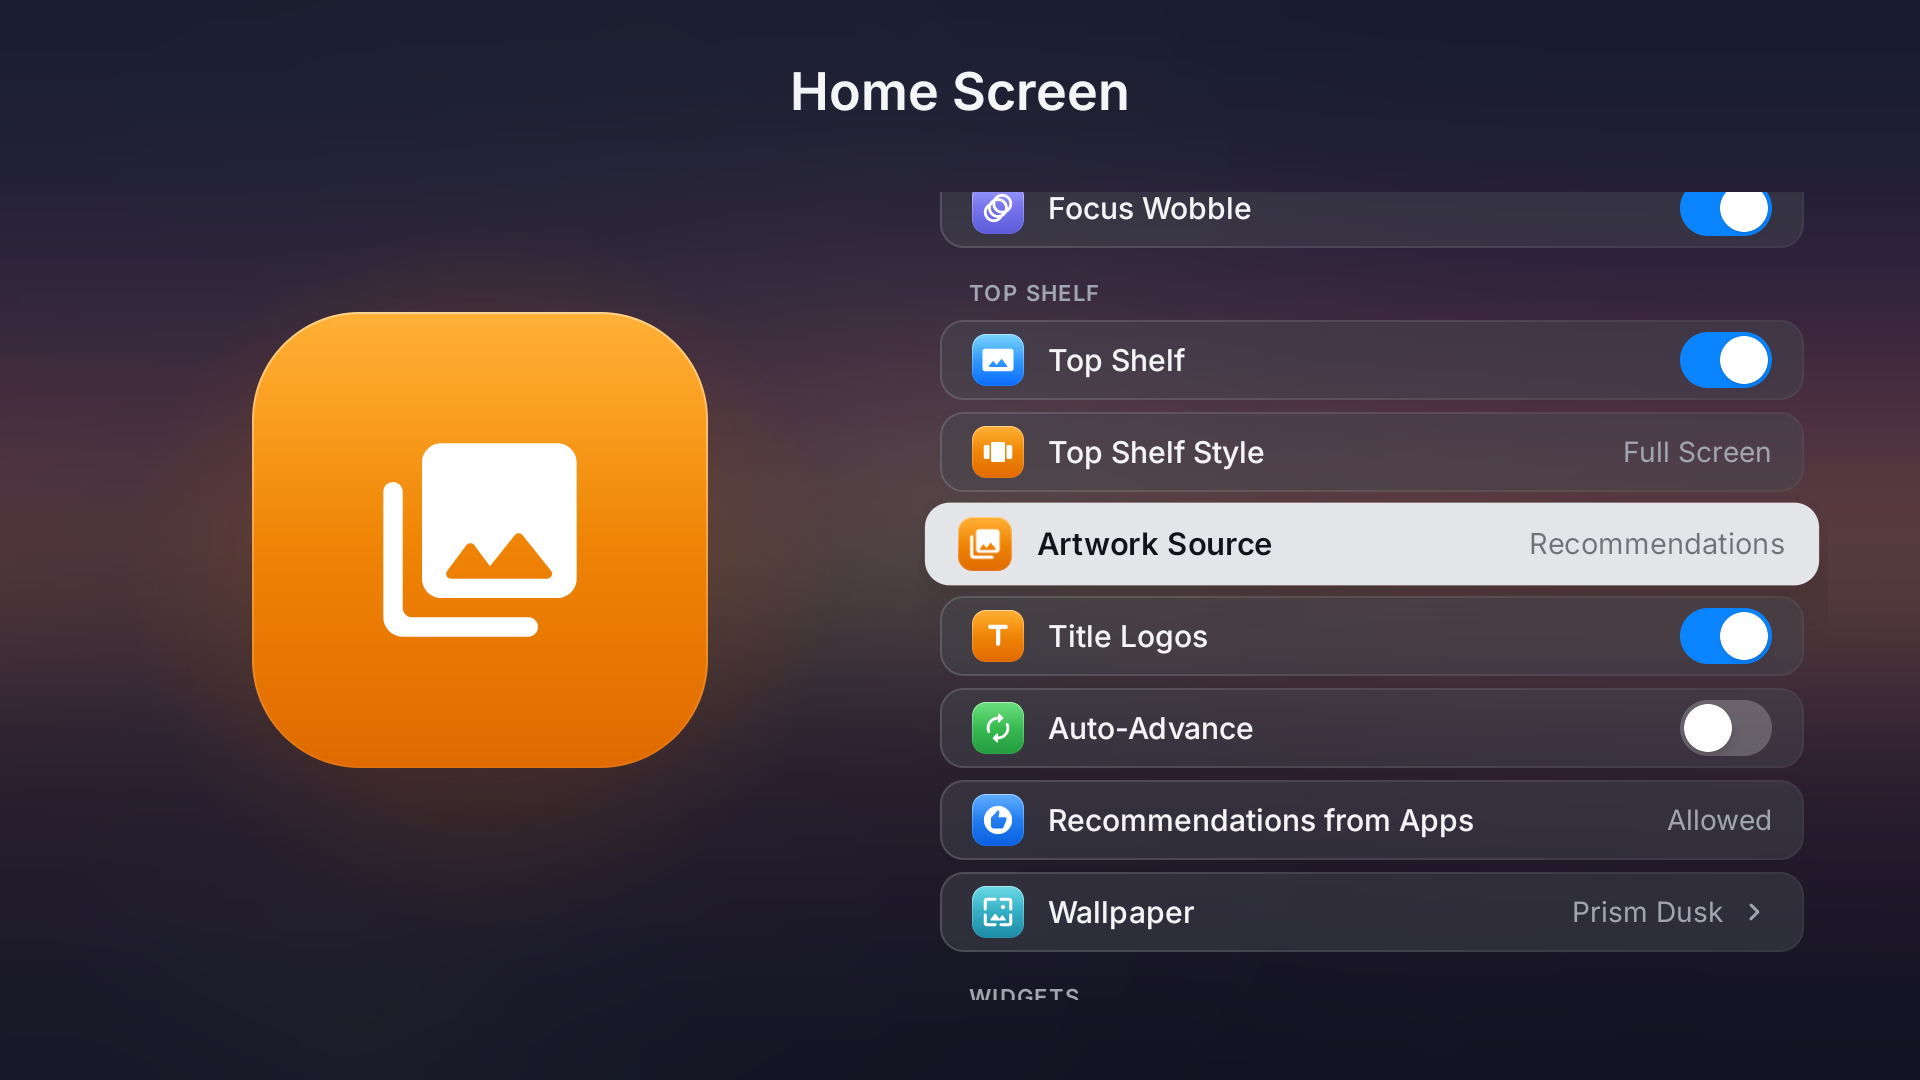 Home Screen
Focus Wobble
TOP SHELF
Top Shelf
Top Shelf Style Full Screen
Artwork Source Recommendations
Title Logos
Auto-Advance
Recommendations from Apps Allowed
Wallpaper Prism Dusk
WIDGETS